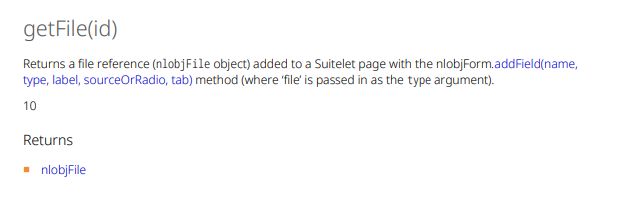 getFile(id)
Returns a file reference (nlobjFile object) added to a Suitelet page with the nlobjForm.addField(name,
type, label, sourceOrRadio, tab) method (where 'file' is passed in as the type argument).
10
Returns
nlobjFile